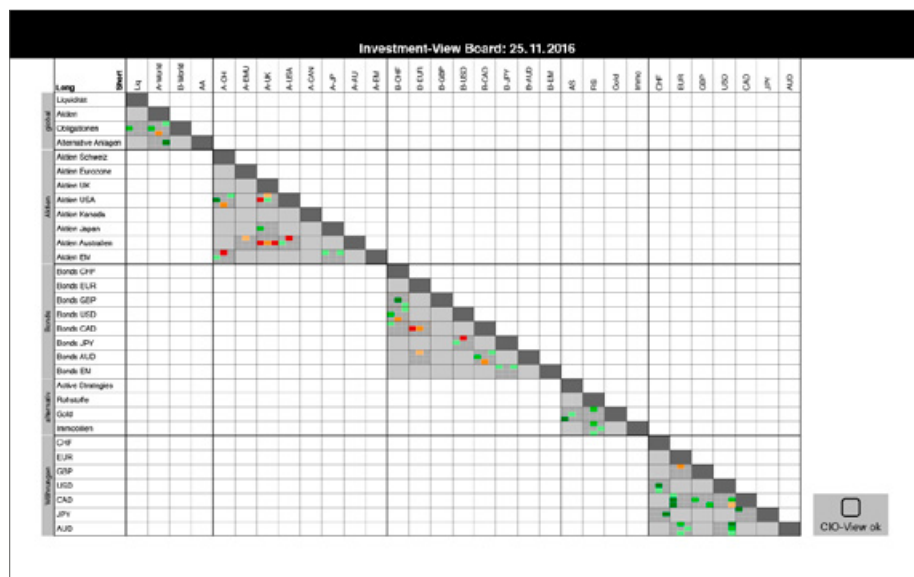 Investment-View Board: 25.11.2016
Long
Short
Liq
A-World
B-World
AA
A-CH
A-EMU
A-UK
A-USA
A-CAN
A-JP
A-AU
A-EM
B-CHF
B-EUR
B-GBP
B-USD
B-CAD
B-JPY
B-AUD
B-EM
AS
RS
Gold
Immo
CHF
EUR
GBP
USD
CAD
JPY
AUD
global
Liquidität
Aktien
Obligationen
Alternative Anlagen
Aktien
Aktien Schweiz
Aktien Eurozone
Aktien UK
Aktien USA
Aktien Kanada
Aktien Japan
Aktien Australien
Aktien EM
Bonds
Bonds CHF
Bonds EUR
Bonds GBP
Bonds USD
Bonds CAD
Bonds JPY
Bonds AUD
Bonds EM
alternativ
Active Strategies
Rohstoffe
Gold
Immobilien
Währungen
CHF
EUR
GBP
USD
CAD
JPY
AUD
CIO-View ok